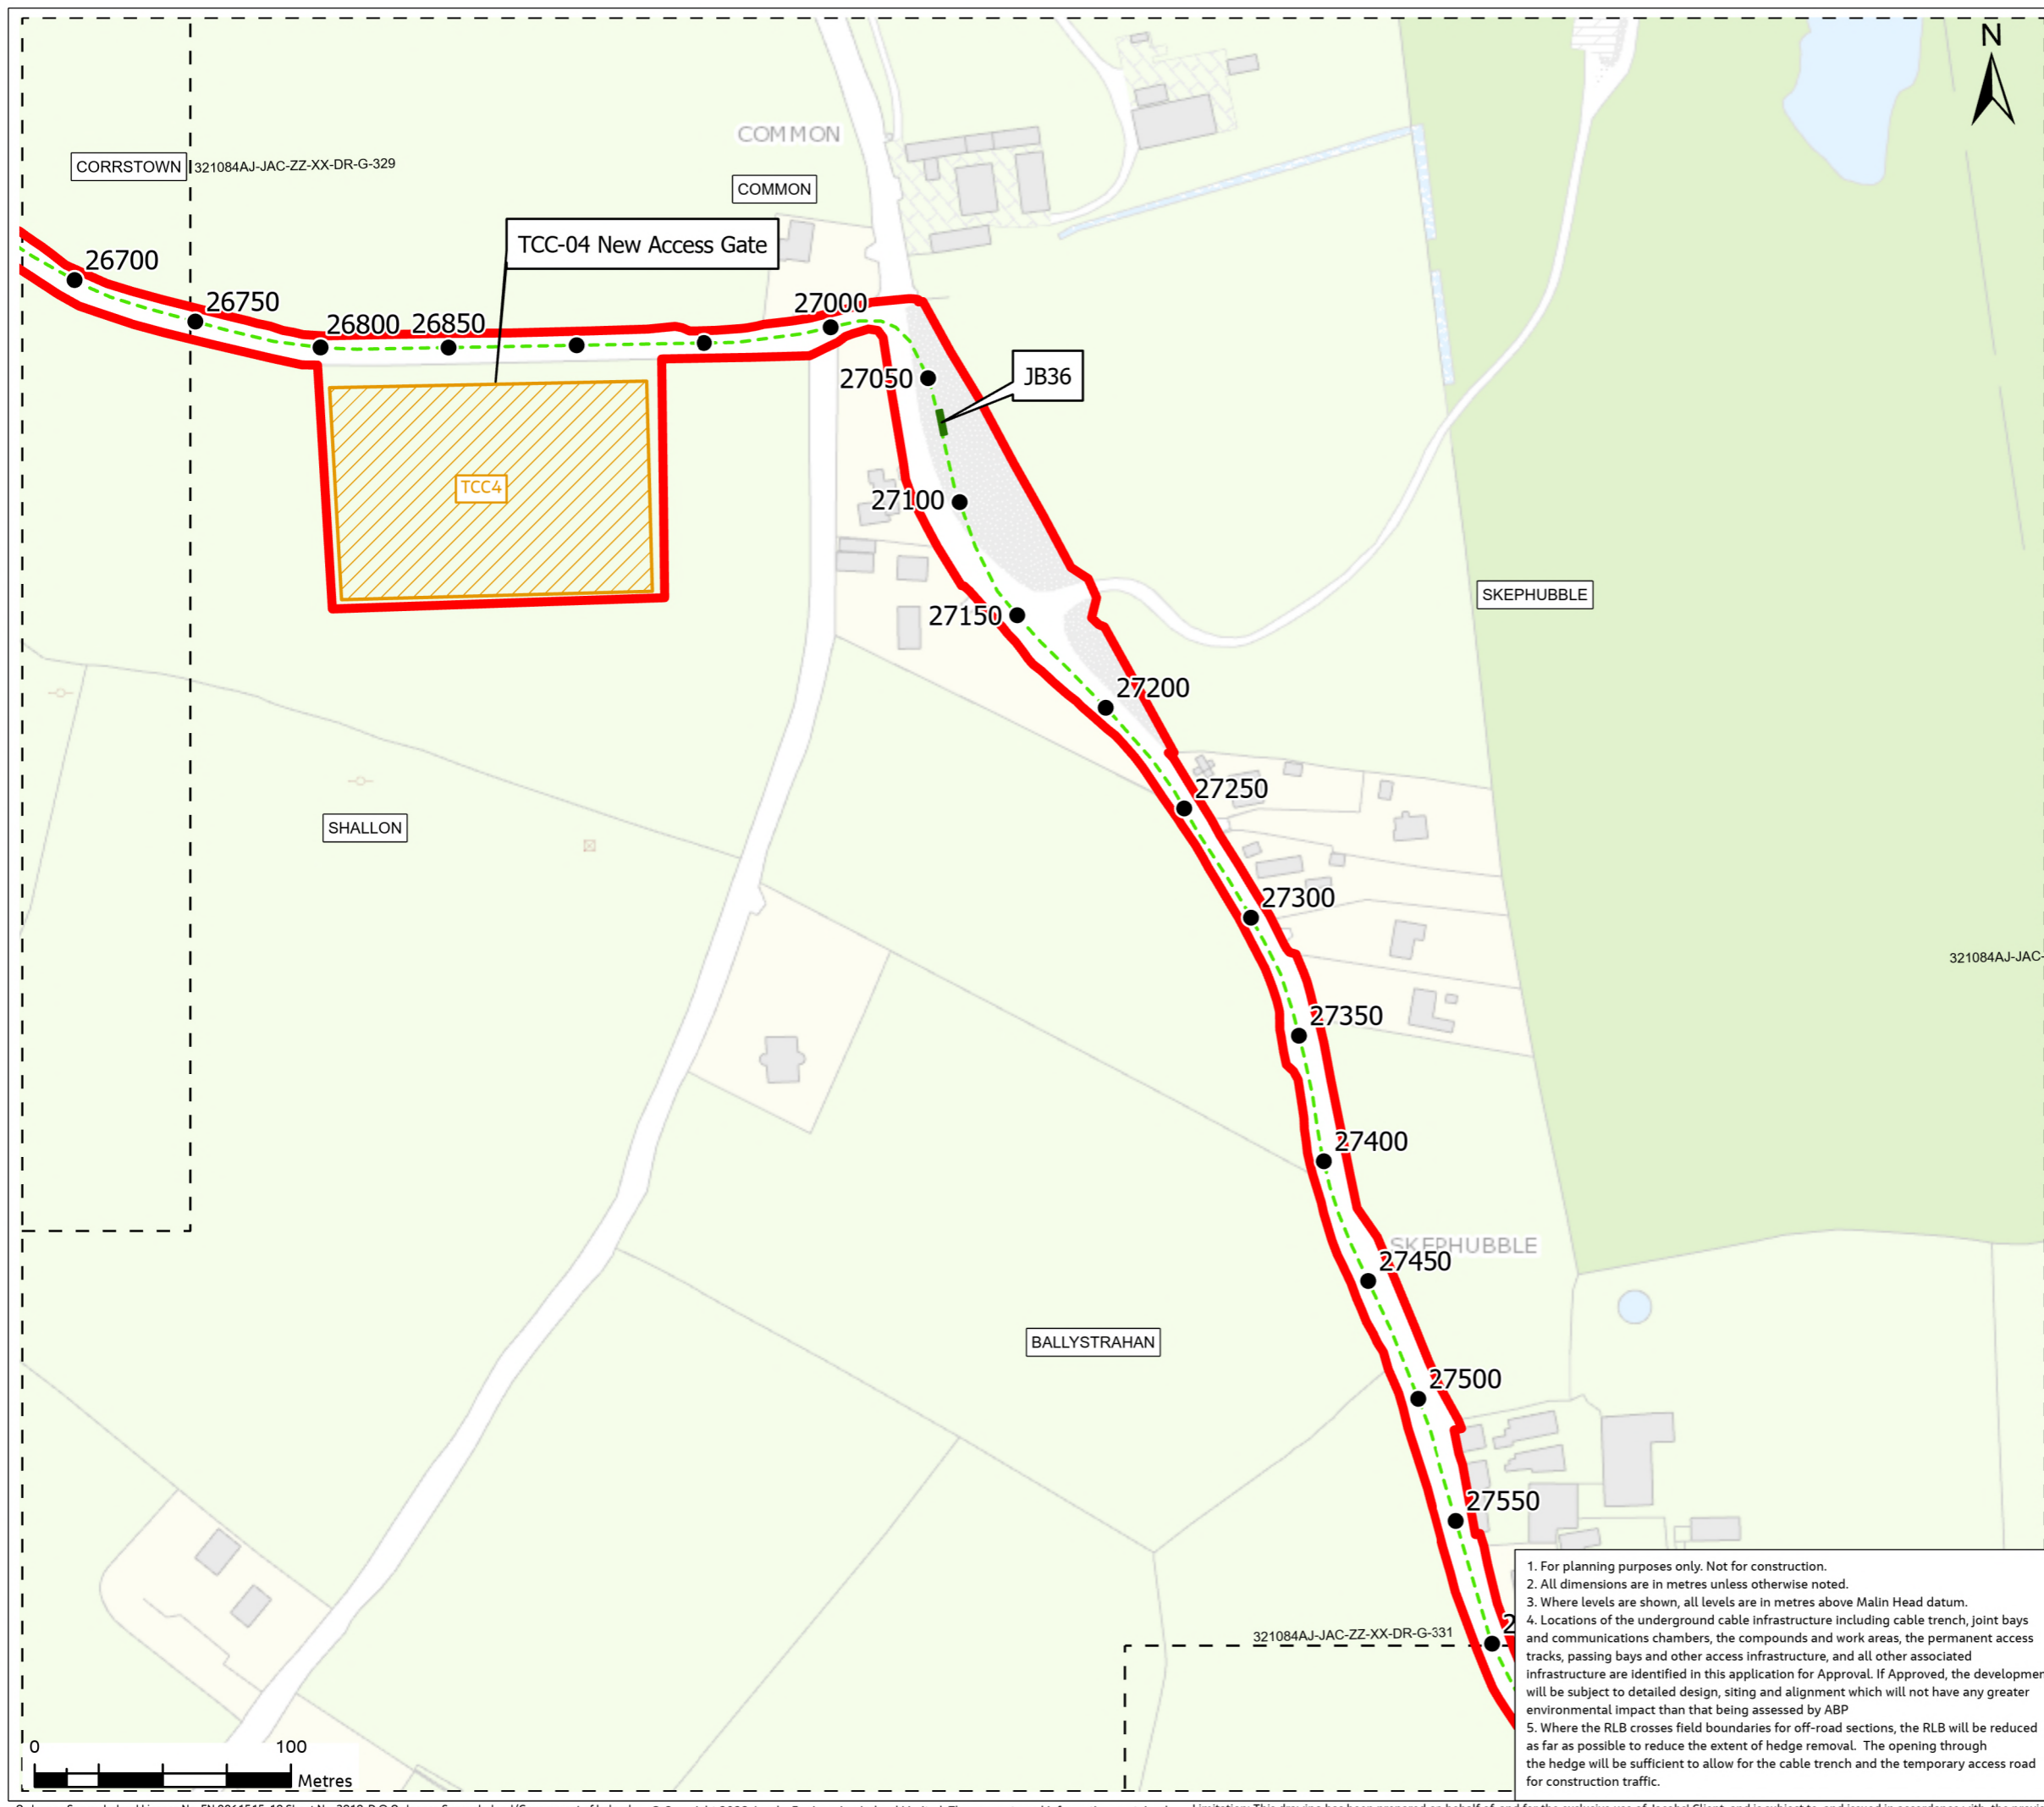 N
COMMON
CORRSTOWN
321084AJ-JAC-ZZ-XX-DR-G-329
COMMON
TCC-04 New Access Gate
26700
26750
26800
26850
27000
27050
JB36
TCC4
27100
SKEPHUBBLE
27150
27200
27250
SHALLON
27300
321084AJ-JAC-
27350
27400
SKEPHUBBLE
27450
BALLYSTRAHAN
27500
27550
1. For planning purposes only. Not for construction.
2. All dimensions are in metres unless otherwise noted.
3. Where levels are shown, all levels are in metres above Malin Head datum.
4. Locations of the underground cable infrastructure including cable trench, joint bays
and communications chambers, the compounds and work areas, the permanent access
tracks, passing bays and other access infrastructure, and all other associated
infrastructure are identified in this application for Approval. If Approved, the developmen
will be subject to detailed design, siting and alignment which will not have any greater
environmental impact than that being assessed by ABP
5. Where the RLB crosses field boundaries for off-road sections, the RLB will be reduced
as far as possible to reduce the extent of hedge removal. The opening through
the hedge will be sufficient to allow for the cable trench and the temporary access road
for construction traffic.
321084AJ-JAC-ZZ-XX-DR-G-331
2
0 100
Metres